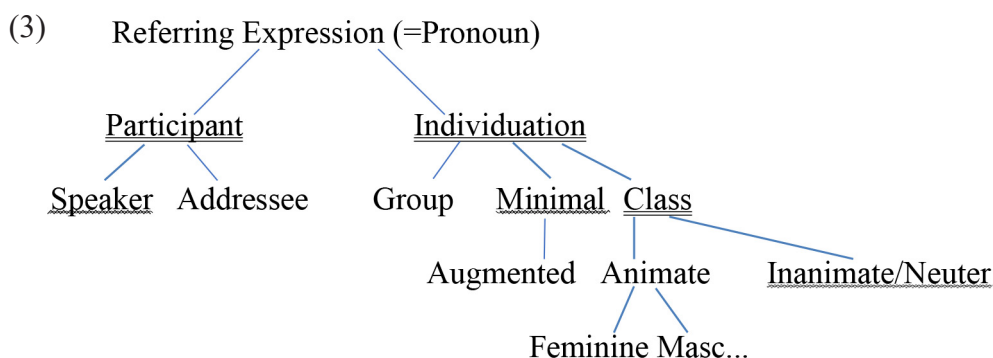 (3) Referring Expression (=Pronoun)
Participant Individuation
Speaker Addressee Group Minimal Class
Augmented Animate Inanimate/Neuter
Feminine Masc...